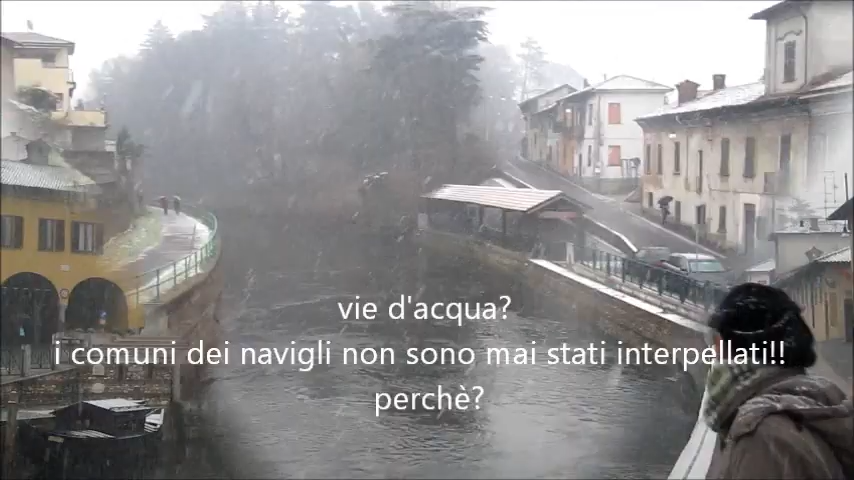 vie d'acqua?
i comuni dei navigli non sono mai stati interpellati!!
perchè?